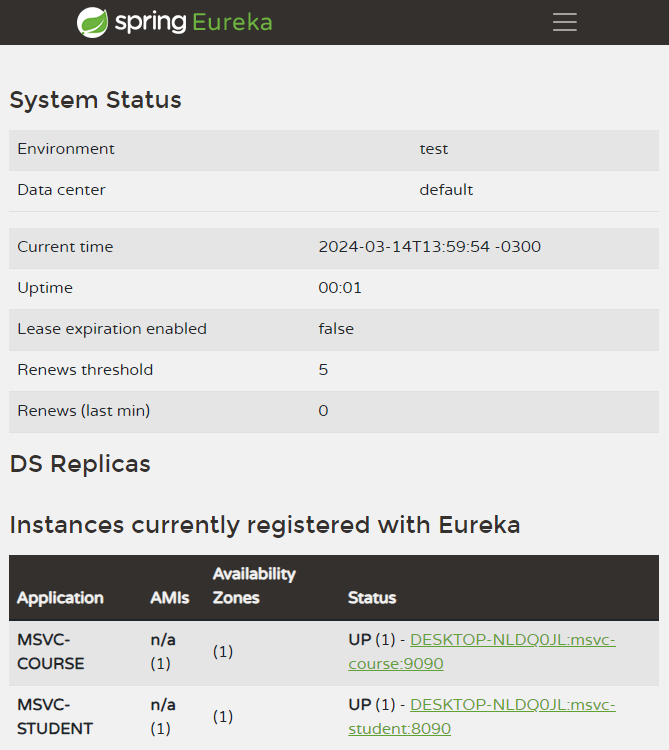 spring Eureka
System Status
Environment test
Data center default
Current time 2024-03-14T13:59:54 -0300
Uptime 00:01
Lease expiration enabled false
Renews threshold 5
Renews (last min) 0
DS Replicas
Instances currently registered with Eureka
Application AMIs Availability Zones Status
MSVC-COURSE n/a (1) (1) UP (1) - DESKTOP-NLDQ0JL:msvc-course:9090
MSVC-STUDENT n/a (1) (1) UP (1) - DESKTOP-NLDQ0JL:msvc-student:8090